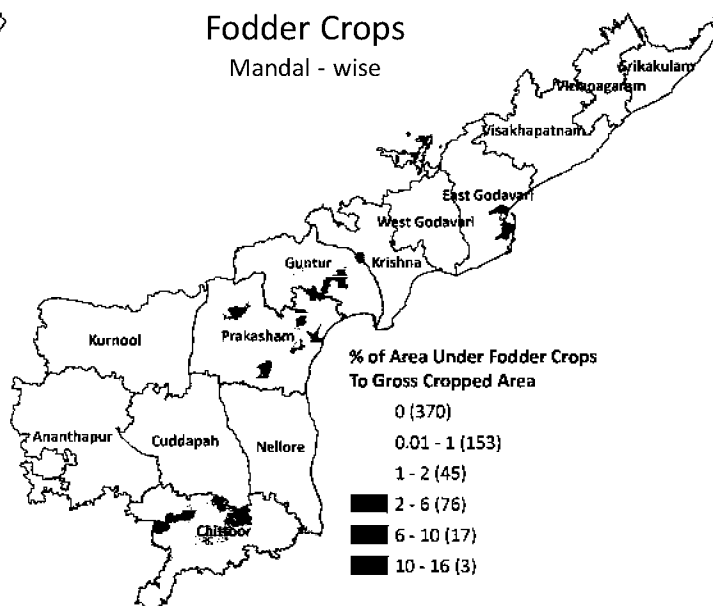 Fodder Crops
Mandal - wise
Srikakulam
Vizianagaram
Visakhapatnam
East Godavari
West Godavari
Krishna
Guntur
Prakasham
Kurnool
Ananthapur
Cuddapah
Nellore
Chittoor
% of Area Under Fodder Crops
To Gross Cropped Area
0 (370)
0.01 - 1 (153)
1 - 2 (45)
2 - 6 (76)
6 - 10 (17)
10 - 16 (3)